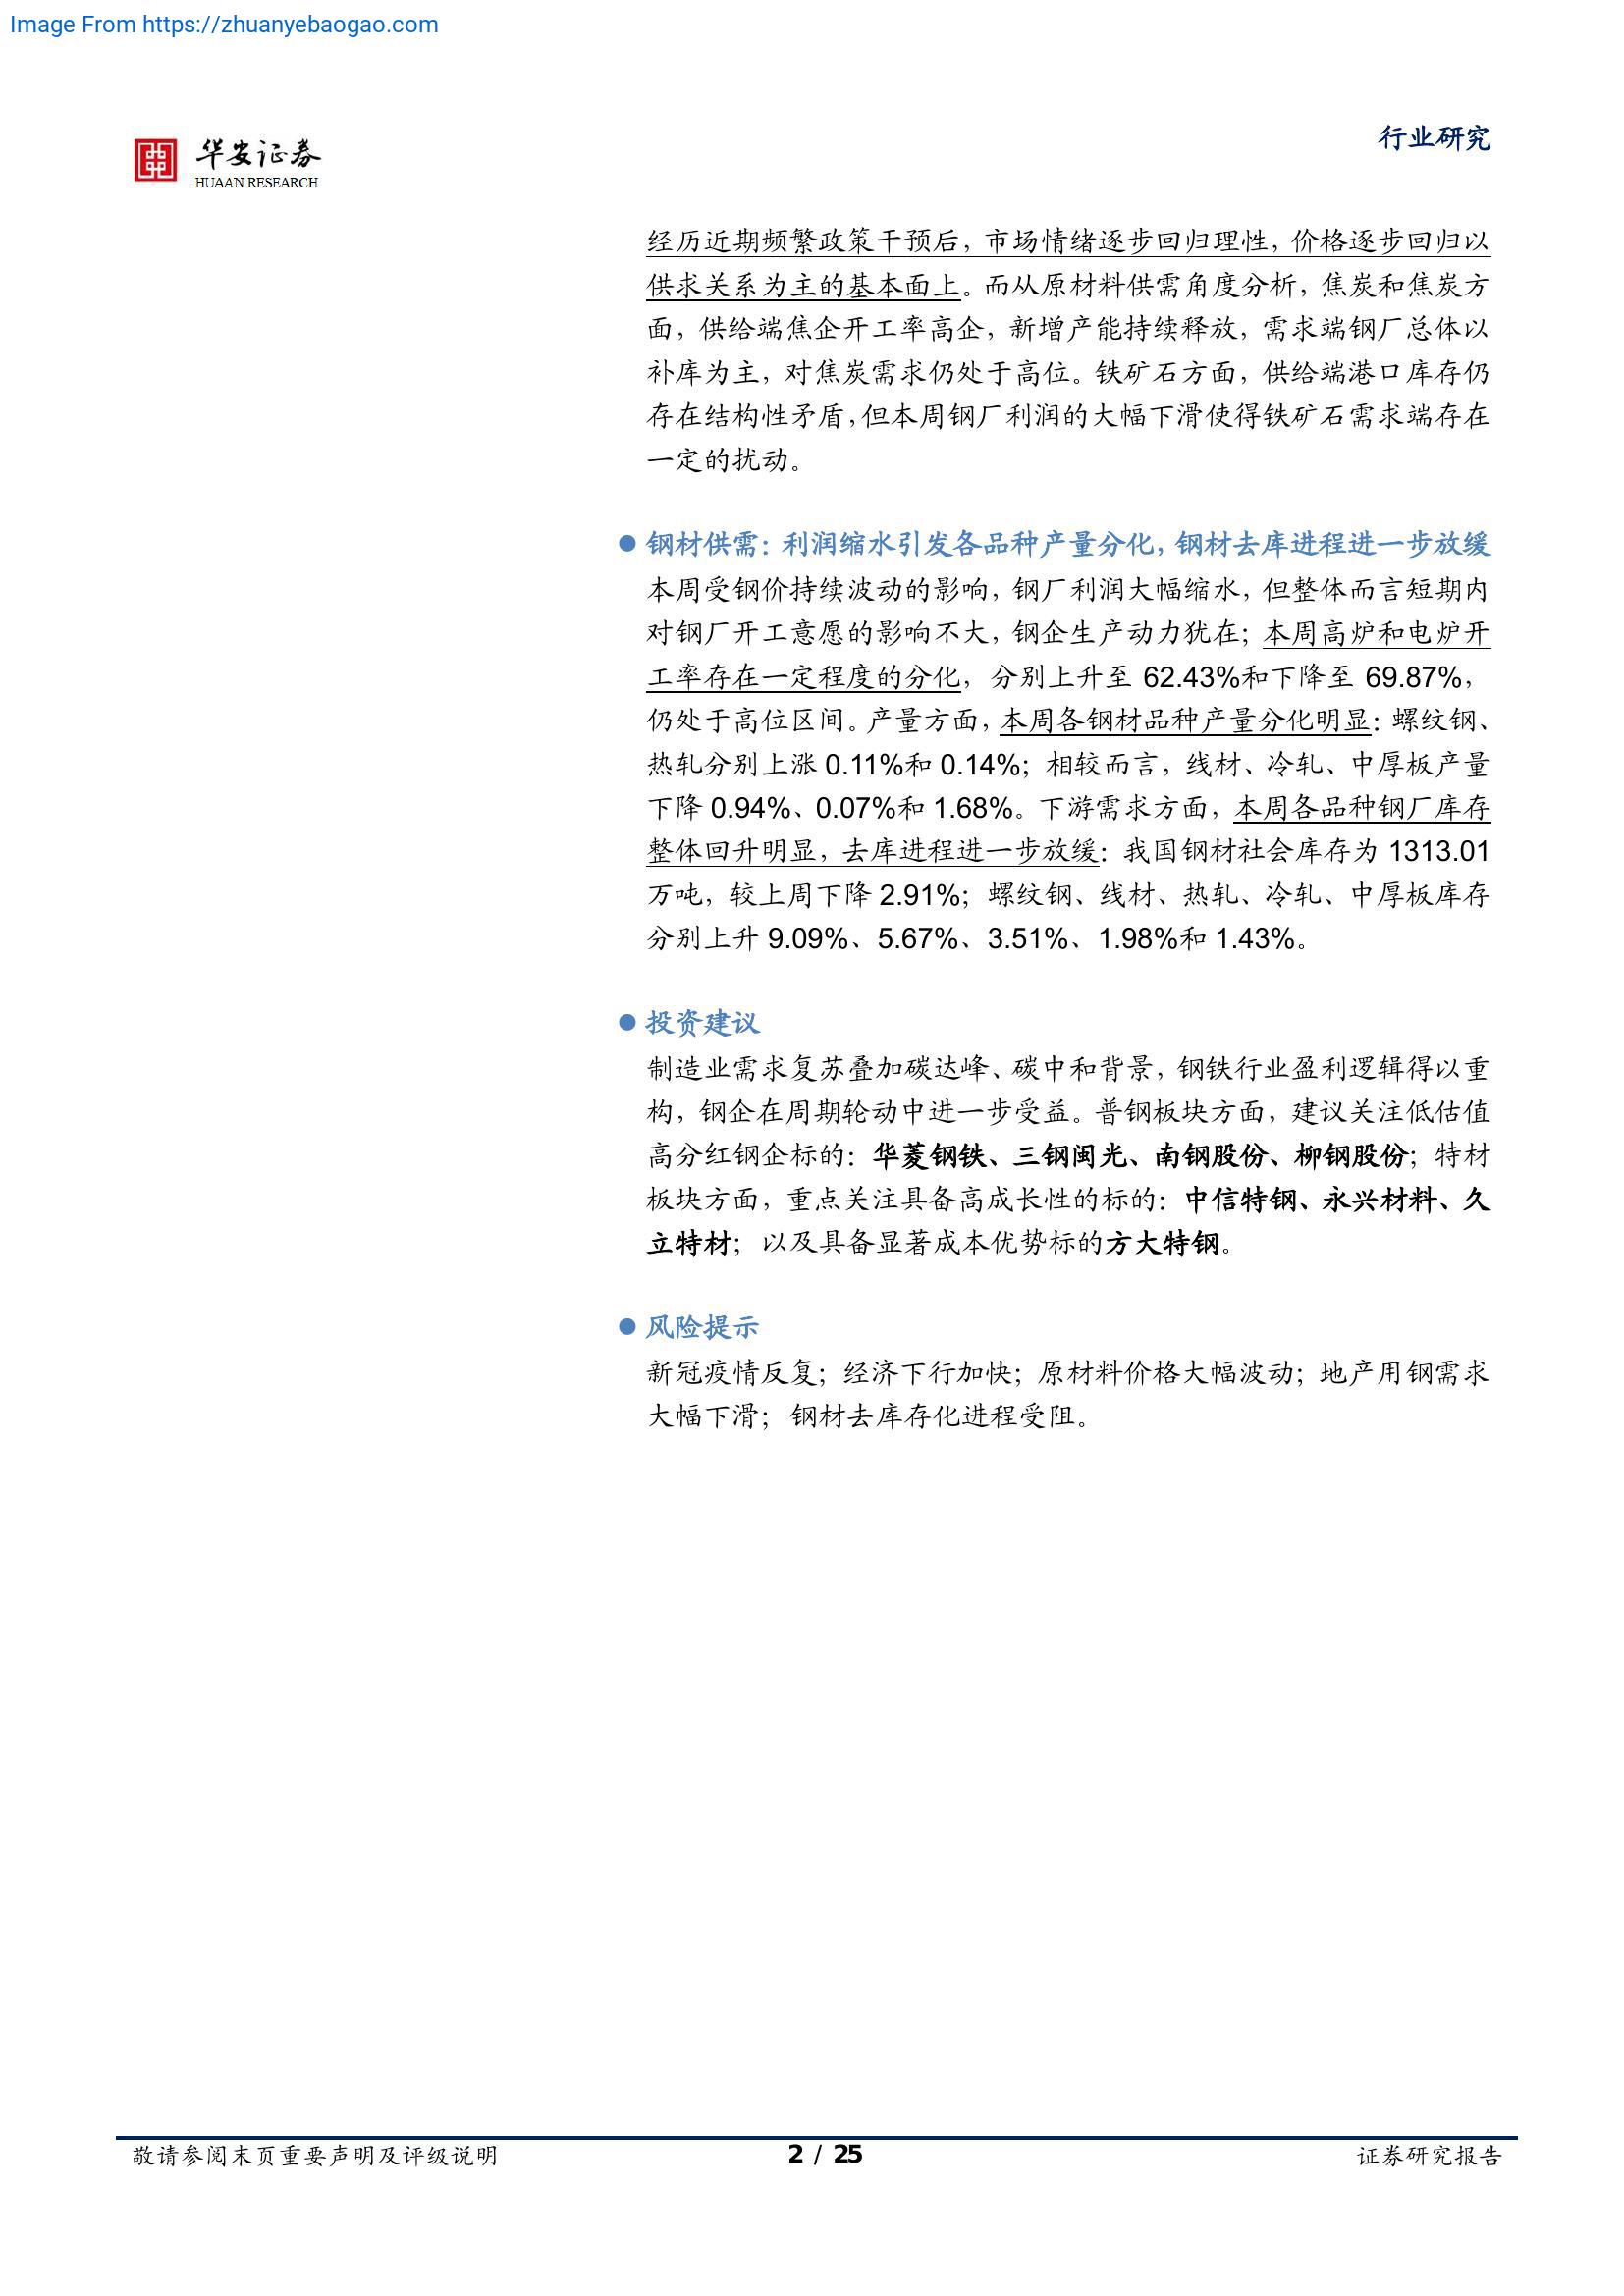 Image From https://zhuanyebaogao.com
华安证券
HUAAN RESEARCH
行业研究
经历近期频繁政策干预后，市场情绪逐步回归理性，价格逐步回归以
供求关系为主的基本面上。而从原材料供需角度分析，焦炭和焦炭方
面，供给端焦企开工率高企，新增产能持续释放，需求端钢厂总体以
补库为主，对焦炭需求仍处于高位。铁矿石方面，供给端港口库存仍
存在结构性矛盾，但本周钢厂利润的大幅下滑使得铁矿石需求端存在
一定的扰动。
● 钢材供需：利润缩水引发各品种产量分化，钢材去库进程进一步放缓
本周受钢价持续波动的影响，钢厂利润大幅缩水，但整体而言短期内
对钢厂开工意愿的影响不大，钢企生产动力犹在；本周高炉和电炉开
工率存在一定程度的分化，分别上升至 62.43%和下降至 69.87%，
仍处于高位区间。产量方面，本周各钢材品种产量分化明显：螺纹钢、
热轧分别上涨 0.11%和 0.14%；相较而言，线材、冷轧、中厚板产量
下降 0.94%、0.07%和 1.68%。下游需求方面，本周各品种钢厂库存
整体回升明显，去库进程进一步放缓：我国钢材社会库存为 1313.01
万吨，较上周下降 2.91%；螺纹钢、线材、热轧、冷轧、中厚板库存
分别上升 9.09%、5.67%、3.51%、1.98%和 1.43%。
● 投资建议
制造业需求复苏叠加碳达峰、碳中和背景，钢铁行业盈利逻辑得以重
构，钢企在周期轮动中进一步受益。普钢板块方面，建议关注低估值
高分红钢企标的：华菱钢铁、三钢闽光、南钢股份、柳钢股份；特材
板块方面，重点关注具备高成长性的标的：中信特钢、永兴材料、久
立特材；以及具备显著成本优势标的方大特钢。
● 风险提示
新冠疫情反复；经济下行加快；原材料价格大幅波动；地产用钢需求
大幅下滑；钢材去库存化进程受阻。
敬请参阅末页重要声明及评级说明
2 / 25
证券研究报告